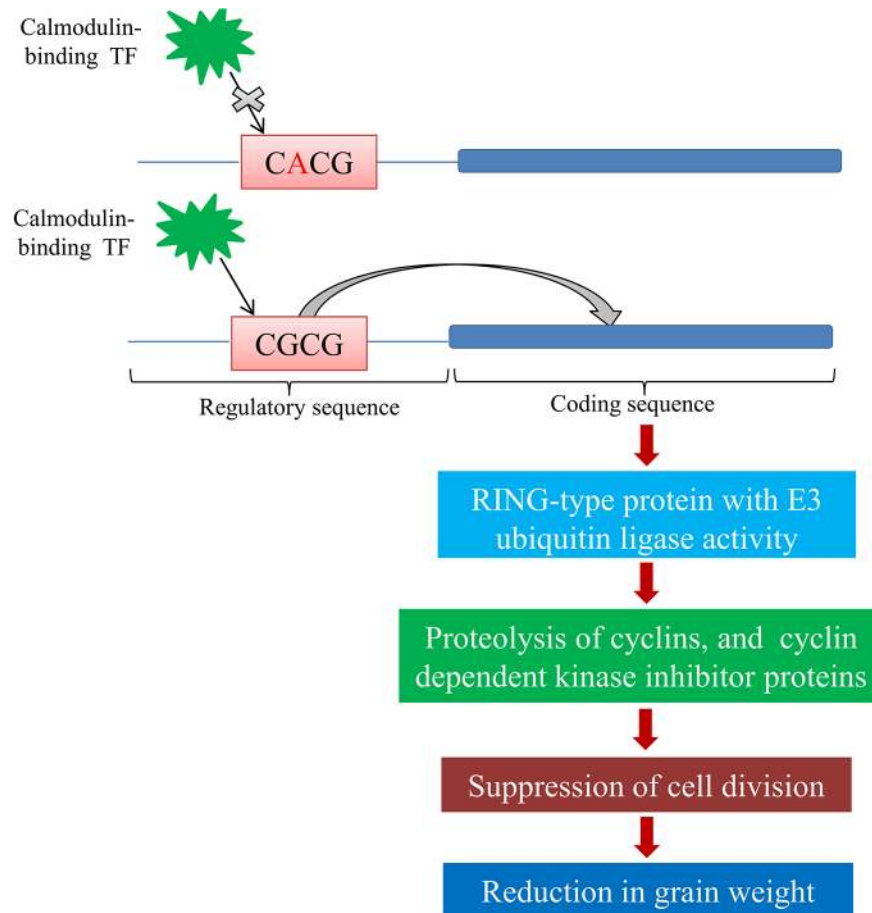 Calmodulin-
binding TF
CACG
Calmodulin-
binding TF
CGCG
Regulatory sequence
Coding sequence
RING-type protein with E3
ubiquitin ligase activity
Proteolysis of cyclins, and cyclin
dependent kinase inhibitor proteins
Suppression of cell division
Reduction in grain weight